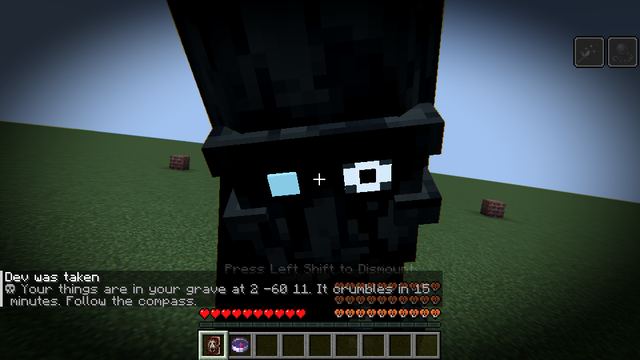 Press Left Shift to Dismount
Dev was taken
☠ Your things are in your grave at 2 -60 11. It crumbles in 15
minutes. Follow the compass.